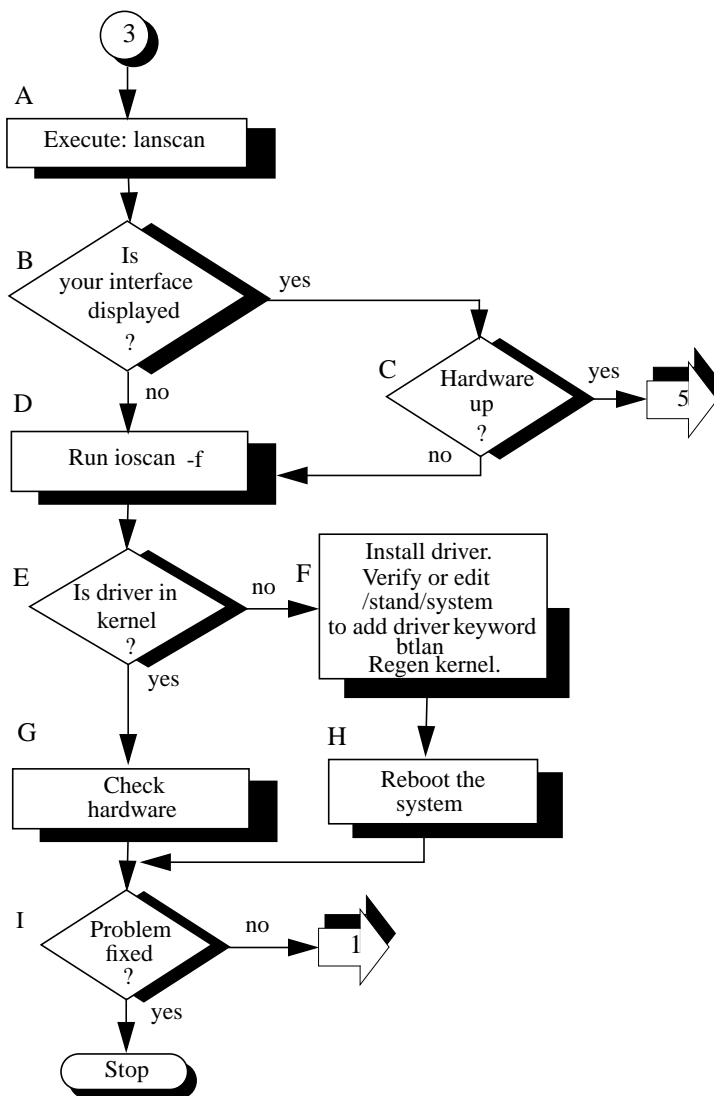 3
A
Execute: lanscan
B
Is
your interface
displayed
?
yes
no
C
Hardware
up
?
yes
5
no
D
Run ioscan -f
E
Is driver in
kernel
?
no
yes
F
Install driver.
Verify or edit
/stand/system
to add driver keyword
btlan
Regen kernel.
G
Check
hardware
H
Reboot the
system
I
Problem
fixed
?
no
1
yes
Stop